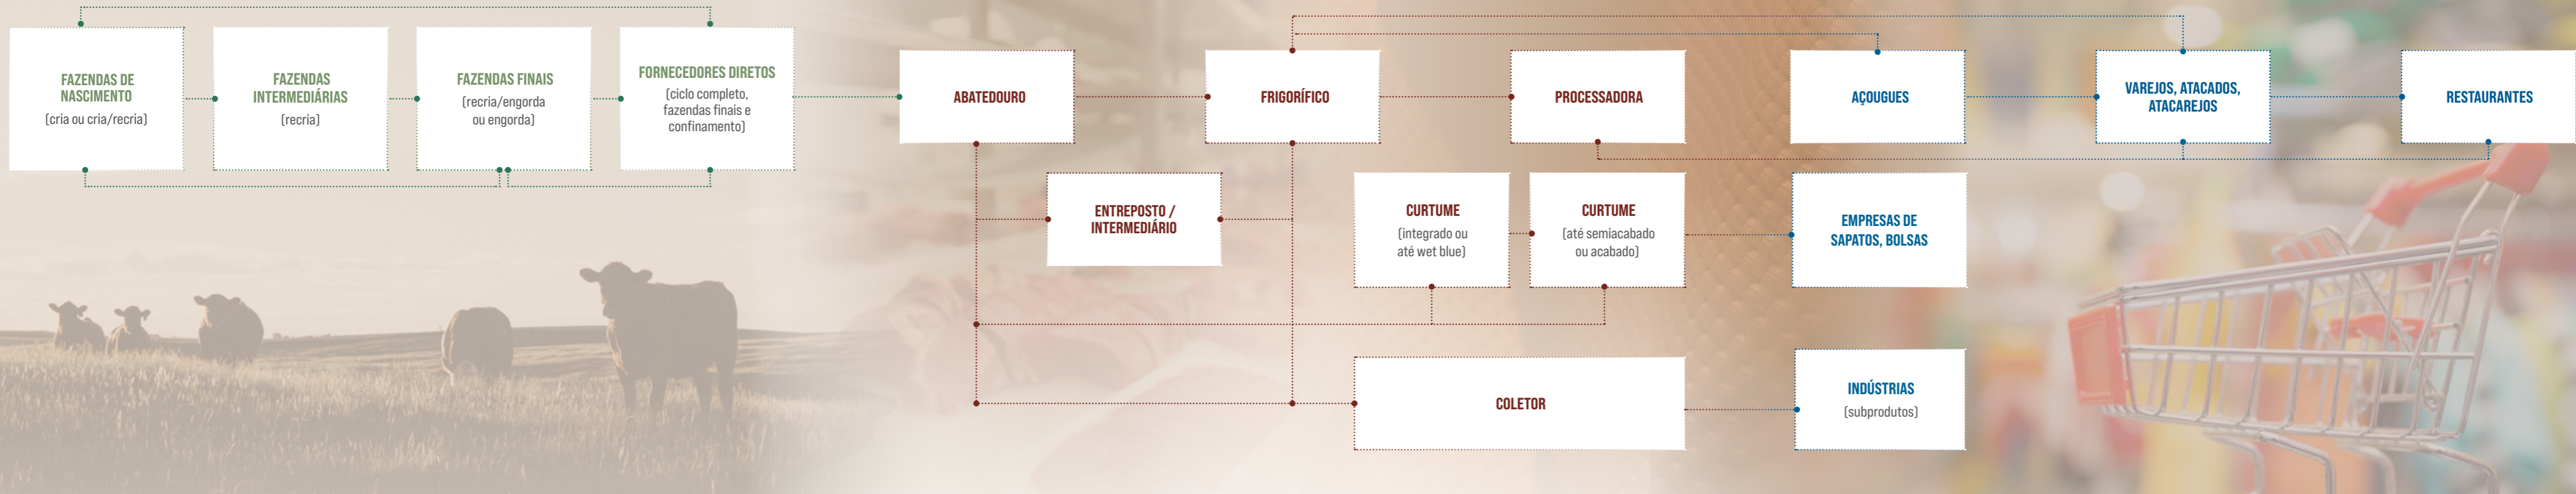 FAZENDAS DE
NASCIMENTO
(cria ou cria/recria)
FAZENDAS
INTERMEDIÁRIAS
(recria)
FAZENDAS FINAIS
(recria/engorda
ou engorda)
FORNECEDORES DIRETOS
(ciclo completo,
fazendas finais e
confinamento)
ABATEDOURO
FRIGORÍFICO
PROCESSADORA
AÇOUGUES
VAREJOS, ATACADOS,
ATACAREJOS
RESTAURANTES
ENTREPOSTO /
INTERMEDIÁRIO
CURTUME
(integrado ou
até wet blue)
CURTUME
(até semiacabado
ou acabado)
EMPRESAS DE
SAPATOS, BOLSAS
COLETOR
INDÚSTRIAS
(subprodutos)